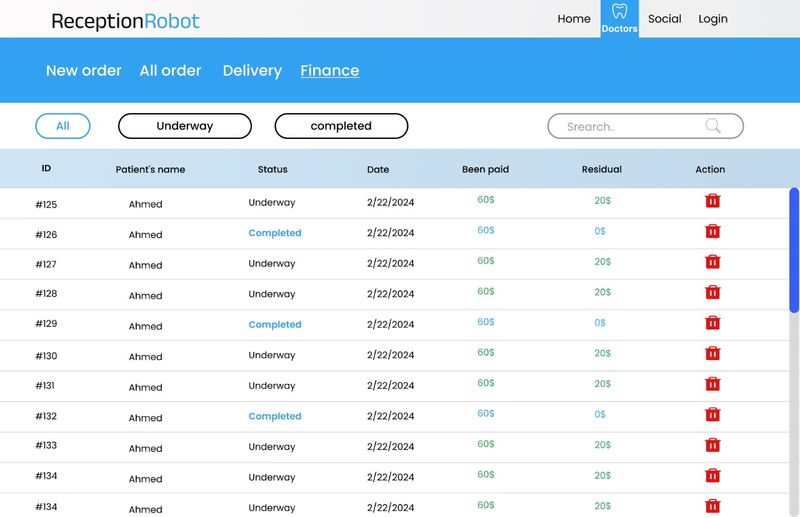 ReceptionRobot
Home Doctors Social Login
New order All order Delivery Finance
All Underway completed Srearch..
ID Patient's name Status Date Been paid Residual Action
#125 Ahmed Underway 2/22/2024 60$ 20$
#126 Ahmed Completed 2/22/2024 60$ 0$
#127 Ahmed Underway 2/22/2024 60$ 20$
#128 Ahmed Underway 2/22/2024 60$ 20$
#129 Ahmed Completed 2/22/2024 60$ 0$
#130 Ahmed Underway 2/22/2024 60$ 20$
#131 Ahmed Underway 2/22/2024 60$ 20$
#132 Ahmed Completed 2/22/2024 60$ 0$
#133 Ahmed Underway 2/22/2024 60$ 20$
#134 Ahmed Underway 2/22/2024 60$ 20$
#134 Ahmed Underway 2/22/2024 60$ 20$